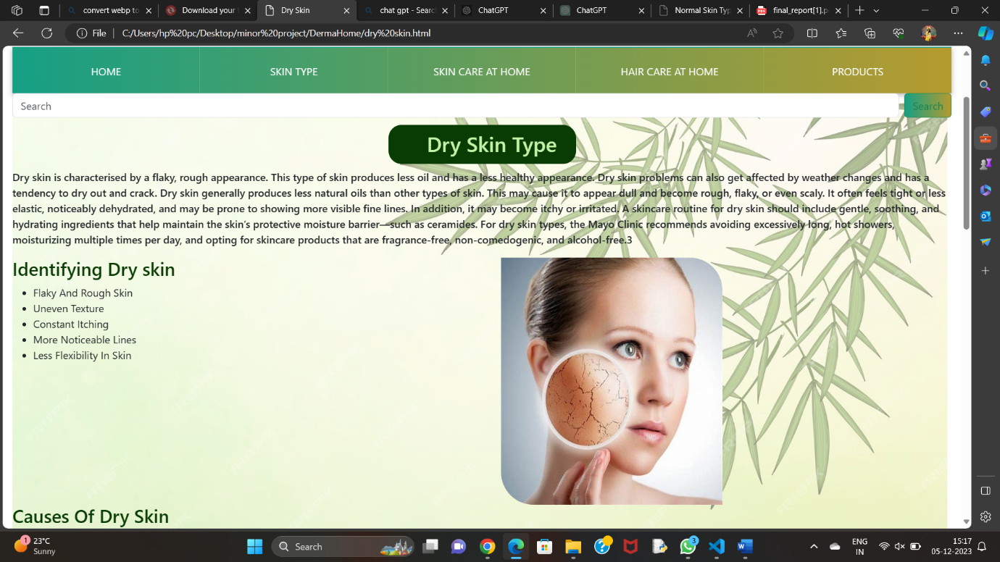 convert webp to
Download your
Dry Skin
chat gpt - Searc
ChatGPT
ChatGPT
Normal Skin Typ
final_report[1].p
File
C:/Users/hp%20pc/Desktop/minor%20project/DermaHome/dry%20skin.html
HOME
SKIN TYPE
SKIN CARE AT HOME
HAIR CARE AT HOME
PRODUCTS
Search
Search
Dry Skin Type
Dry skin is characterised by a flaky, rough appearance. This type of skin produces less oil and has a less healthy appearance. Dry skin problems can also get affected by weather changes and has a
tendency to dry out and crack. Dry skin generally produces less natural oils than other types of skin. This may cause it to appear dull and become rough, flaky, or even scaly. It often feels tight or less
elastic, noticeably dehydrated, and may be prone to showing more visible fine lines. In addition, it may become itchy or irritated. A skincare routine for dry skin should include gentle, soothing, and
hydrating ingredients that help maintain the skin’s protective moisture barrier—such as ceramides. For dry skin types, the Mayo Clinic recommends avoiding excessively long, hot showers,
moisturizing multiple times per day, and opting for skincare products that are fragrance-free, non-comedogenic, and alcohol-free.3
Identifying Dry skin
• Flaky And Rough Skin
• Uneven Texture
• Constant Itching
• More Noticeable Lines
• Less Flexibility In Skin
Causes Of Dry Skin
1
23°C
Sunny
Search
3
ENG
IN
15:17
05-12-2023